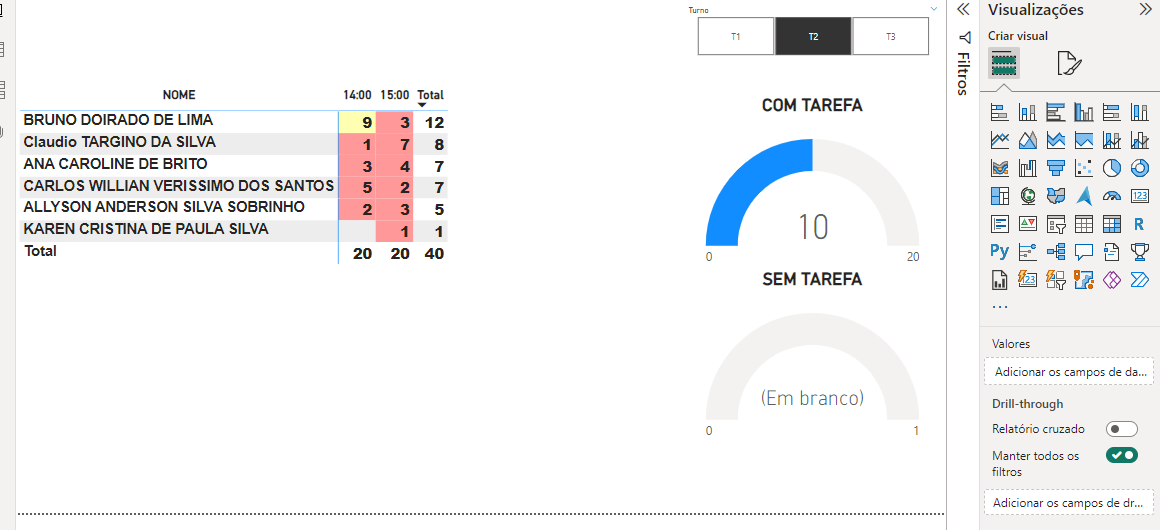 Turno
T1 T2 T3
NOME 14:00 15:00 Total
BRUNO DOIRADO DE LIMA 9 3 12
Claudio TARGINO DA SILVA 1 7 8
ANA CAROLINE DE BRITO 3 4 7
CARLOS WILLIAN VERISSIMO DOS SANTOS 5 2 7
ALLYSON ANDERSON SILVA SOBRINHO 2 3 5
KAREN CRISTINA DE PAULA SILVA 1 1
Total 20 20 40
COM TAREFA
10
0 20
SEM TAREFA
(Em branco)
0 1
Filtros
Visualizações
Criar visual
123
R
Py
123
...
Valores
Adicionar os campos de da...
Drill-through
Relatório cruzado
Manter todos os
filtros
Adicionar os campos de dr...